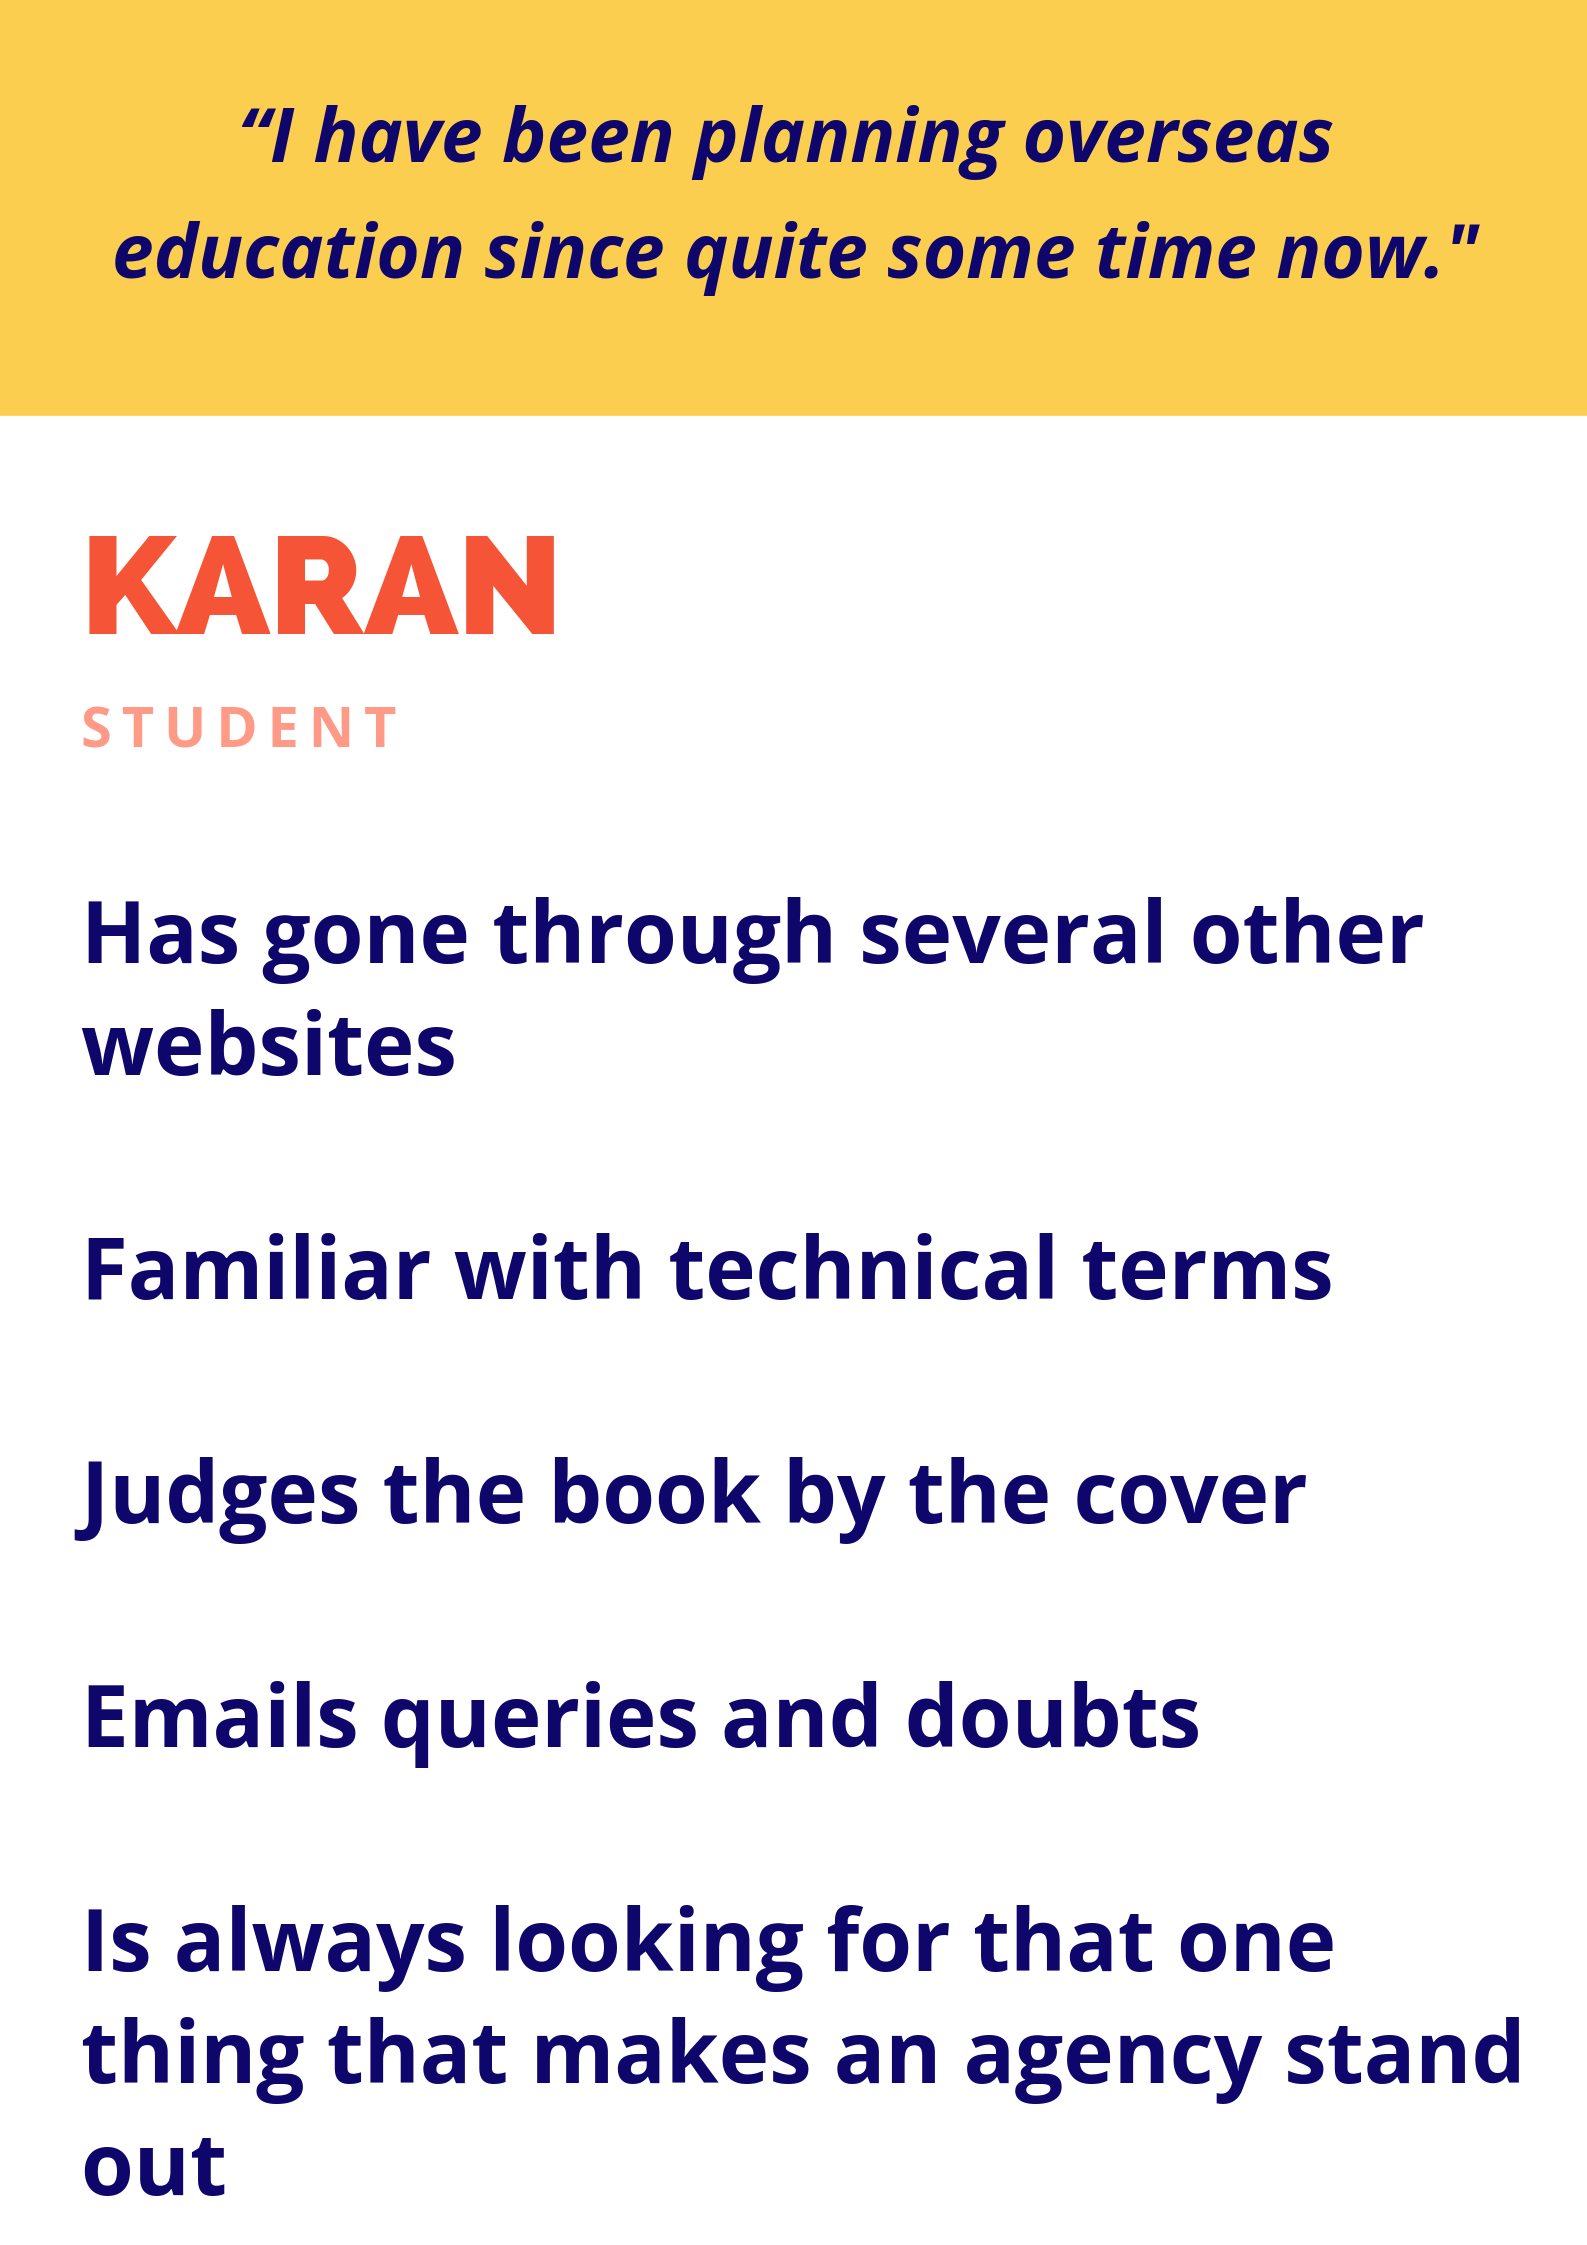 “I have been planning overseas
education since quite some time now."
KARAN
STUDENT
Has gone through several other
websites
Familiar with technical terms
Judges the book by the cover
Emails queries and doubts
Is always looking for that one
thing that makes an agency stand
out